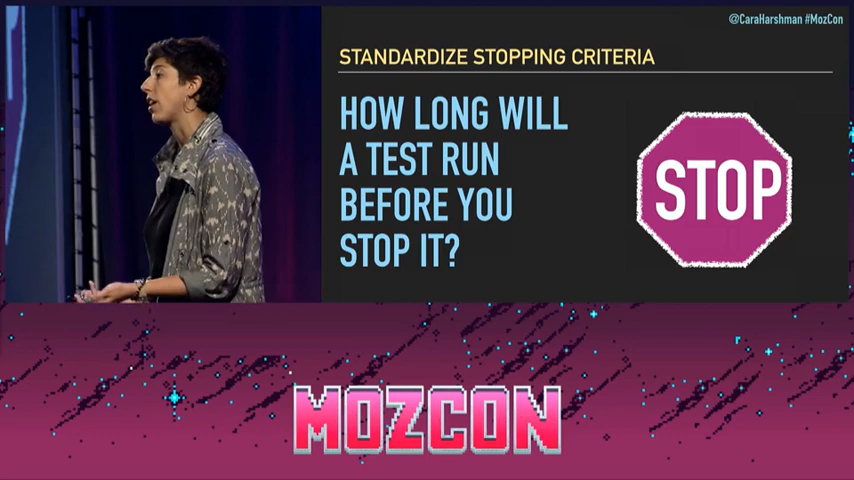 @CaraHarshman #MozCon
STANDARDIZE STOPPING CRITERIA
HOW LONG WILL
A TEST RUN
BEFORE YOU
STOP IT?
STOP
MOZCON